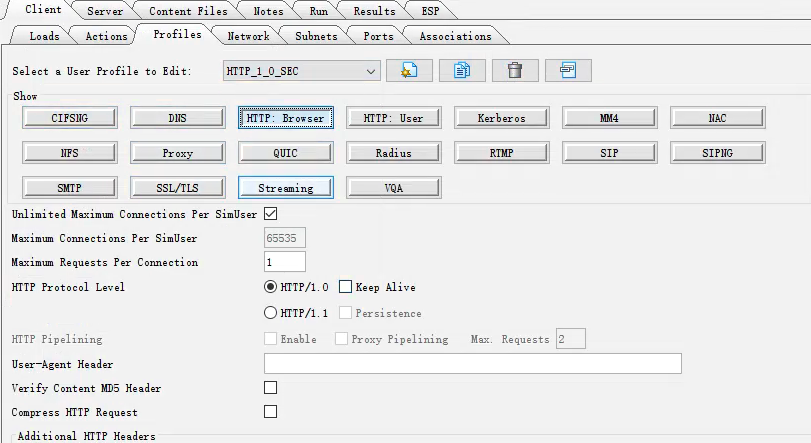 Client Server Content Files Notes Run Results ESP
Loads Actions Profiles Network Subnets Ports Associations
Select a User Profile to Edit: HTTP_1_0_SEC
Show
CIFSNG DNS HTTP: Browser HTTP: User Kerberos MM4 NAC
NFS Proxy QUIC Radius RTMP SIP SIPNG
SMTP SSL/TLS Streaming VQA
Unlimited Maximum Connections Per SimUser
Maximum Connections Per SimUser 65535
Maximum Requests Per Connection 1
HTTP Protocol Level HTTP/1.0 Keep Alive
HTTP/1.1 Persistence
HTTP Pipelining Enable Proxy Pipelining Max. Requests 2
User-Agent Header
Verify Content MD5 Header
Compress HTTP Request
Additional HTTP Headers